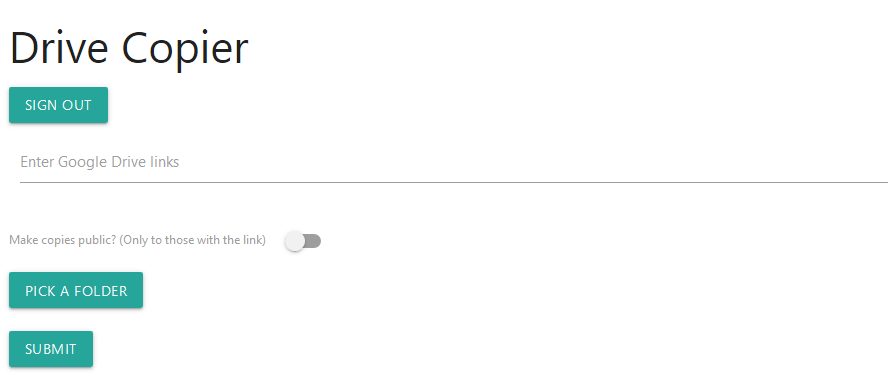 Drive Copier
SIGN OUT
Enter Google Drive links
Make copies public? (Only to those with the link)
PICK A FOLDER
SUBMIT